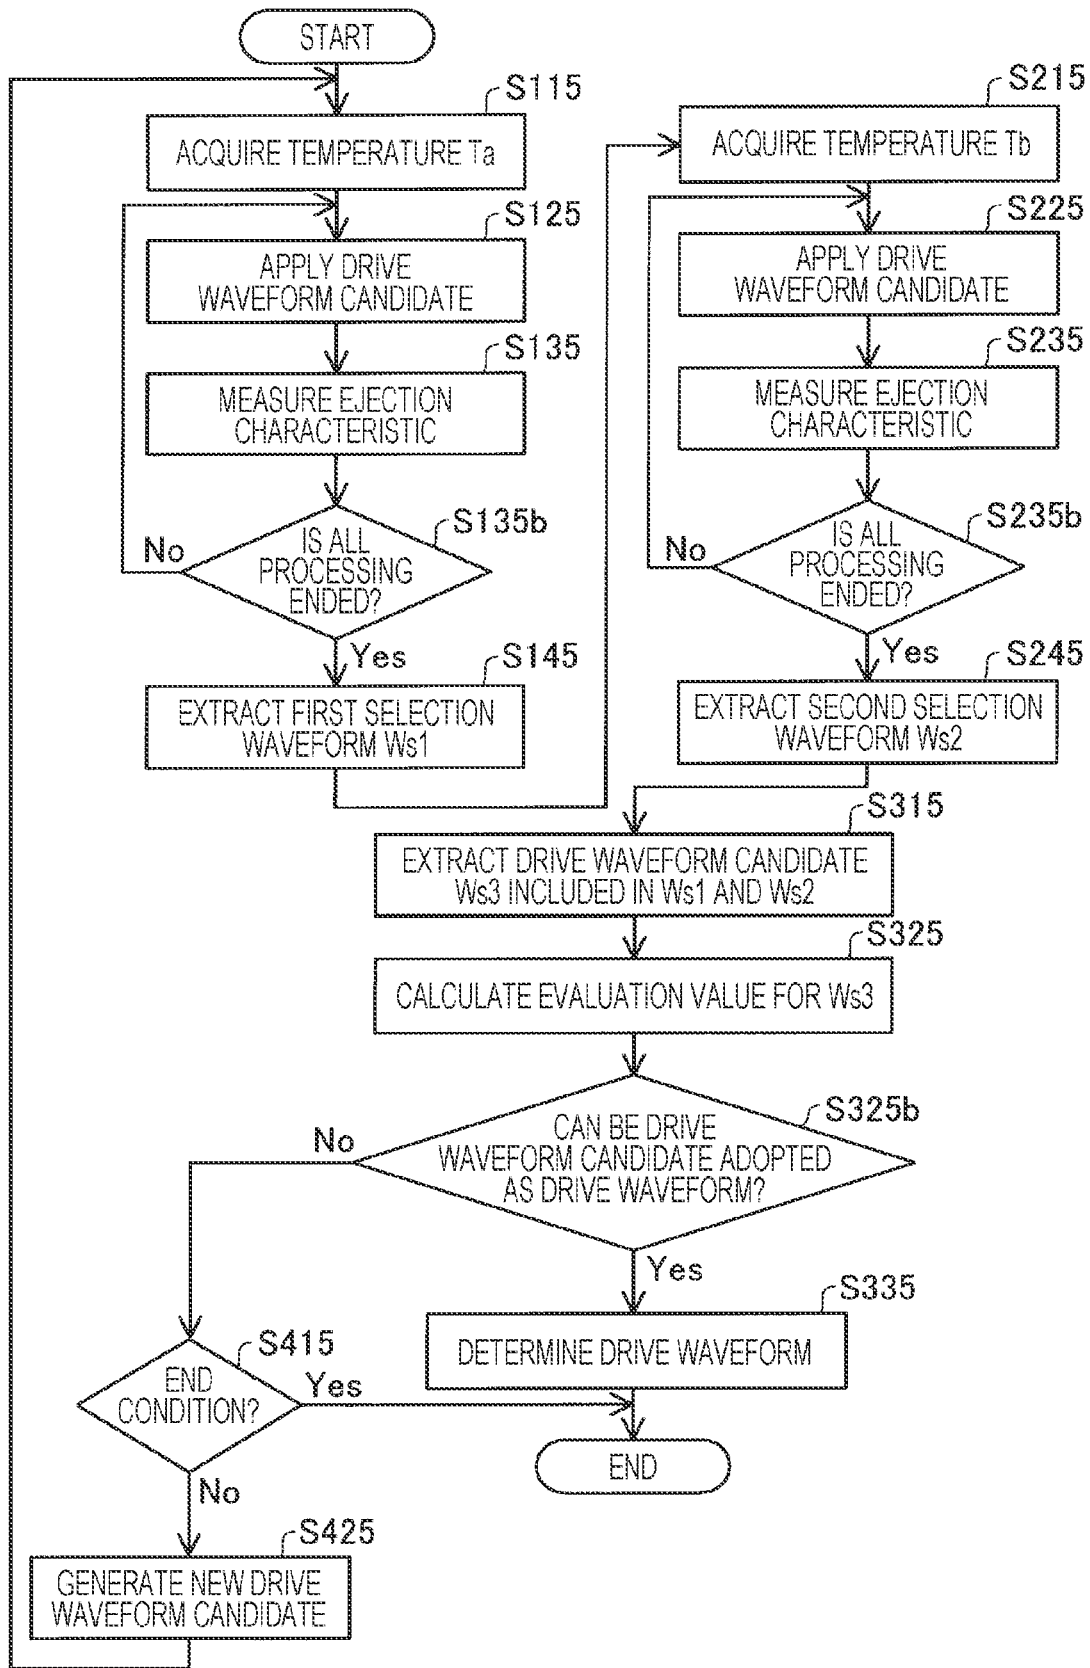 START
S115
ACQUIRE TEMPERATURE Ta
S125
APPLY DRIVE
WAVEFORM CANDIDATE
S135
MEASURE EJECTION
CHARACTERISTIC
S135b
IS ALL
PROCESSING
ENDED?
No
Yes
S145
EXTRACT FIRST SELECTION
WAVEFORM Ws1
S215
ACQUIRE TEMPERATURE Tb
S225
APPLY DRIVE
WAVEFORM CANDIDATE
S235
MEASURE EJECTION
CHARACTERISTIC
S235b
IS ALL
PROCESSING
ENDED?
No
Yes
S245
EXTRACT SECOND SELECTION
WAVEFORM Ws2
S315
EXTRACT DRIVE WAVEFORM CANDIDATE
Ws3 INCLUDED IN Ws1 AND Ws2
S325
CALCULATE EVALUATION VALUE FOR Ws3
S325b
CAN BE DRIVE
WAVEFORM CANDIDATE ADOPTED
AS DRIVE WAVEFORM?
No
Yes
S335
DETERMINE DRIVE WAVEFORM
S415
END
CONDITION?
Yes
No
END
S425
GENERATE NEW DRIVE
WAVEFORM CANDIDATE